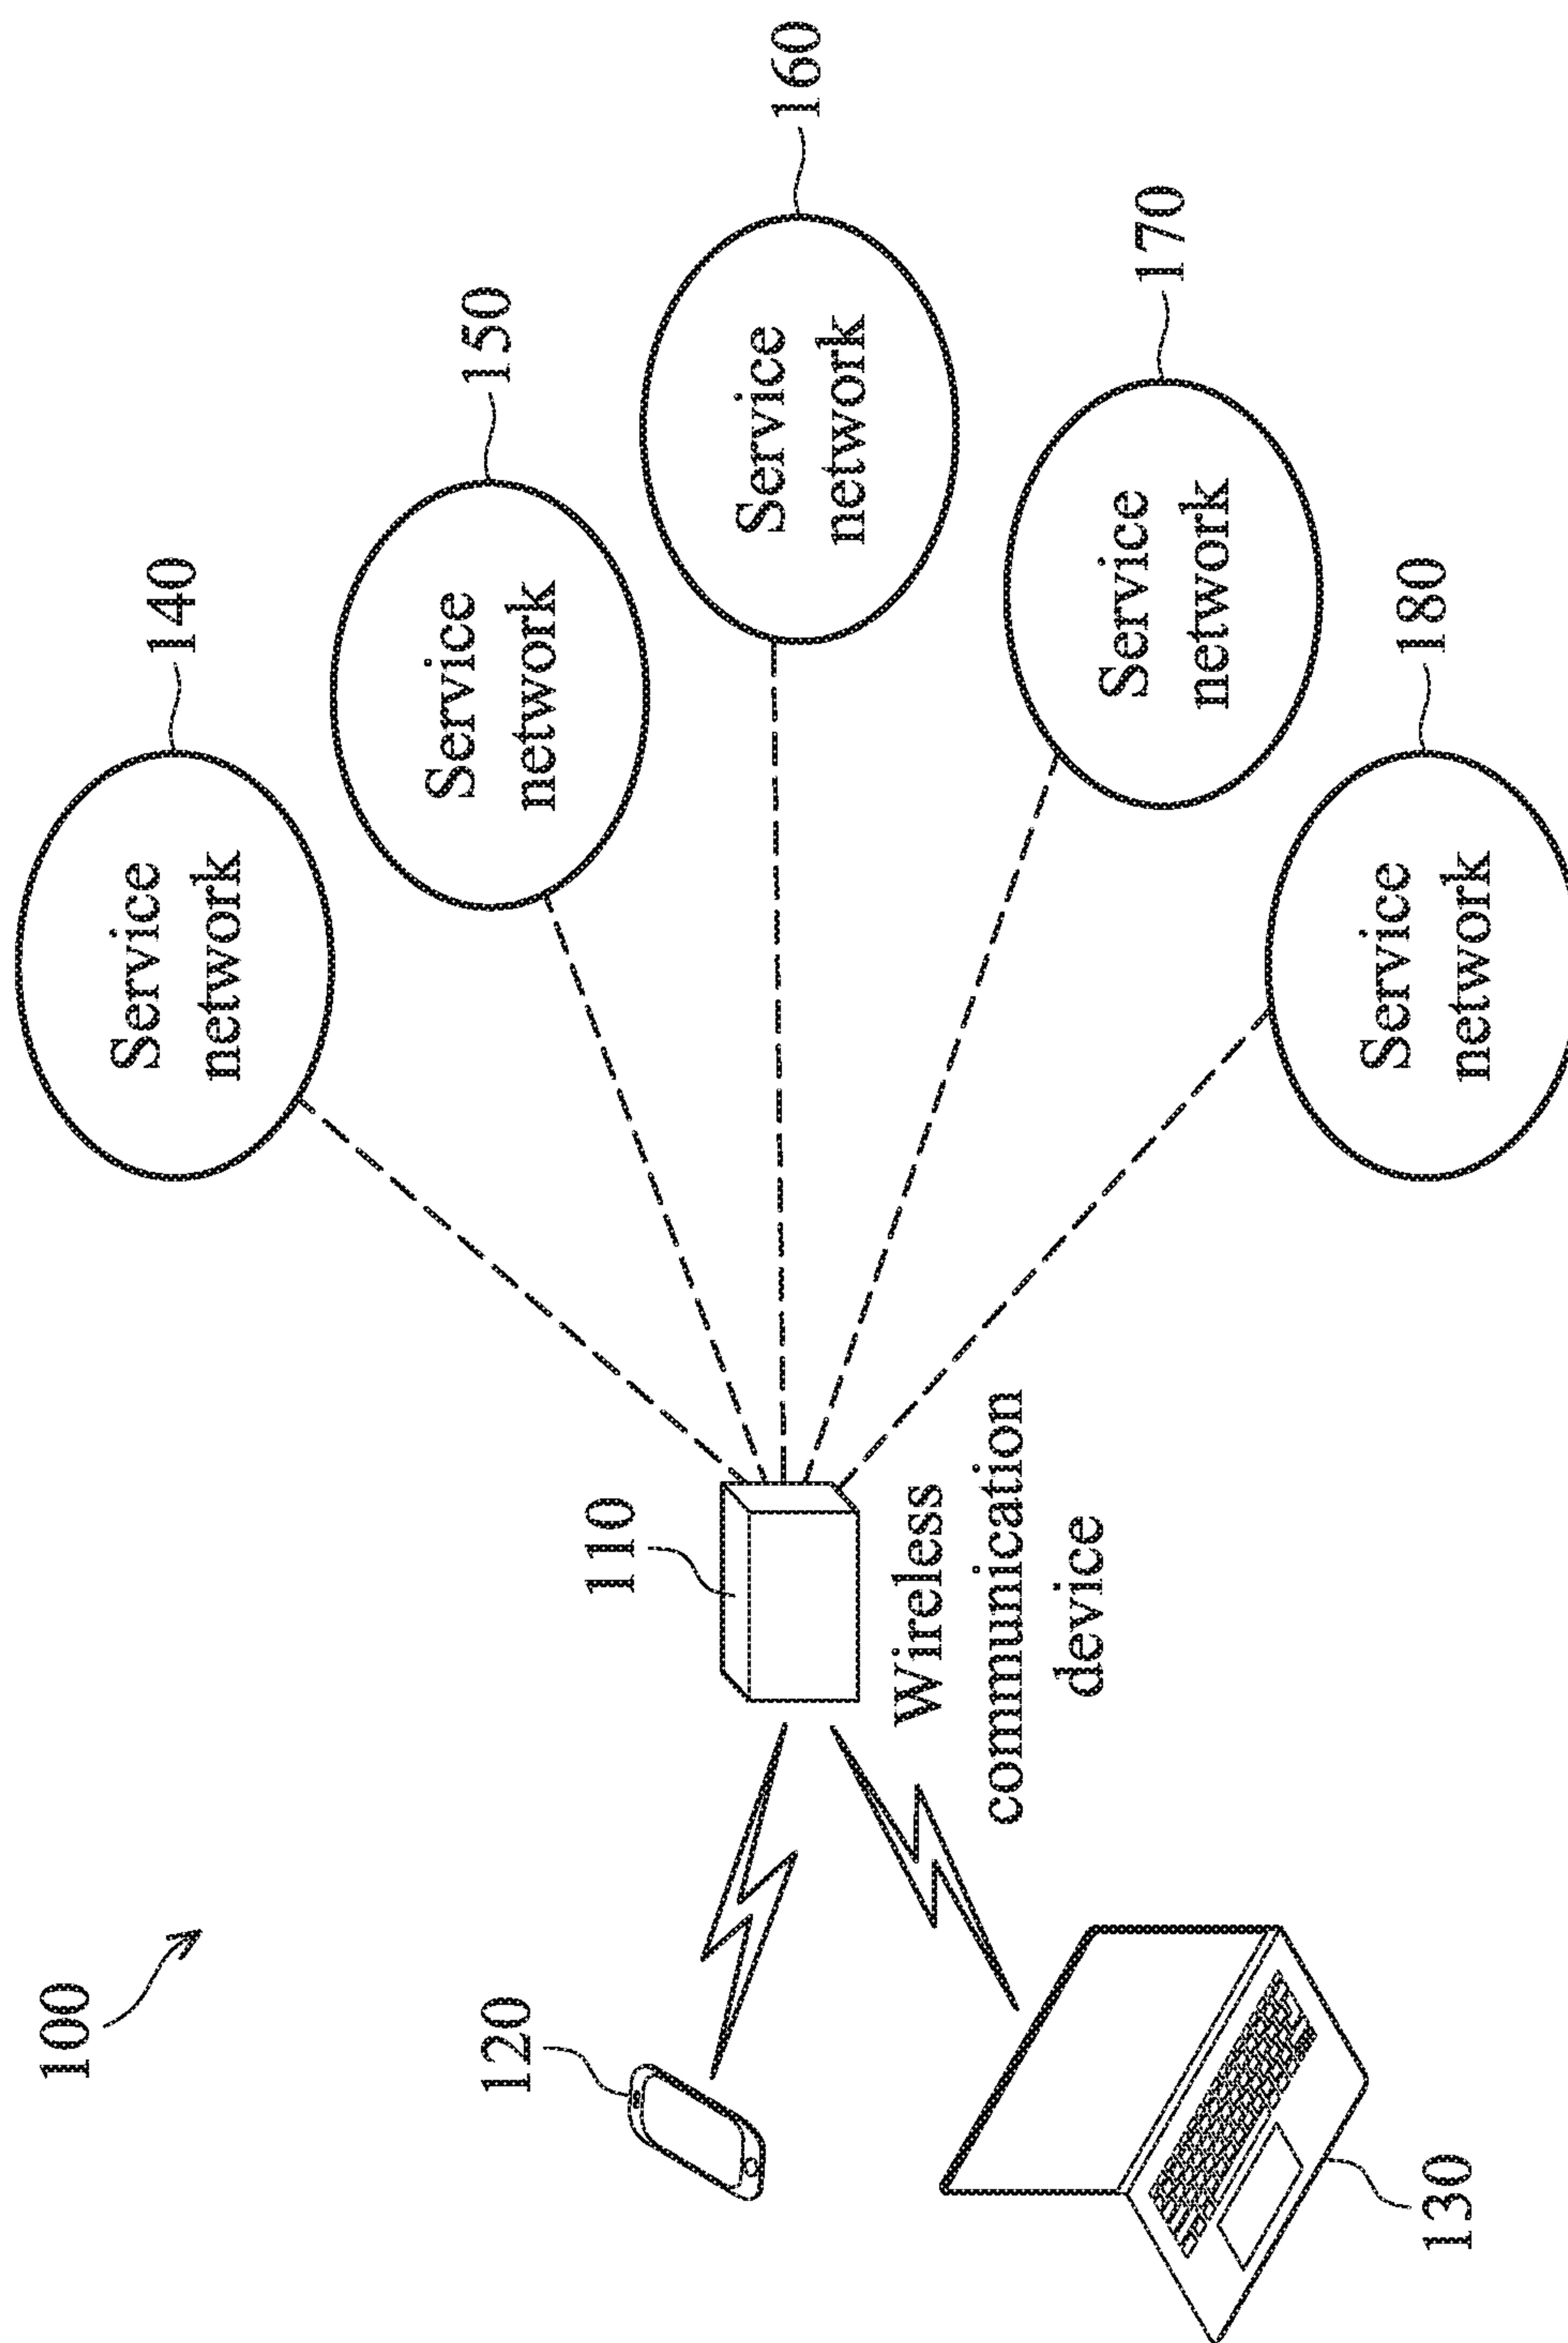 100
140
Service
network
150
Service
network
110
120
160
Service
network
Wireless
communication
device
170
Service
network
130
180
Service
network